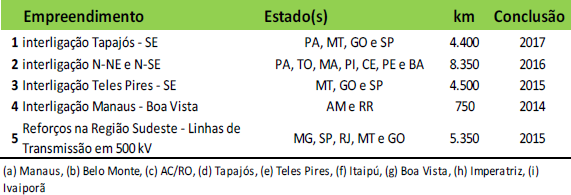 Empreendimento Estado(s) km Conclusão
1 interligação Tapajós - SE PA, MT, GO e SP 4.400 2017
2 interligação N-NE e N-SE PA, TO, MA, PI, CE, PE e BA 8.350 2016
3 Interligação Teles Pires - SE MT, GO e SP 4.500 2015
4 Interligação Manaus - Boa Vista AM e RR 750 2014
5 Reforços na Região Sudeste - Linhas de
Transmissão em 500 kV MG, SP, RJ, MT e GO 5.350 2015
(a) Manaus, (b) Belo Monte, (c) AC/RO, (d) Tapajós, (e) Teles Pires, (f) Itaipú, (g) Boa Vista, (h) Imperatriz, (i)
Ivaiporã